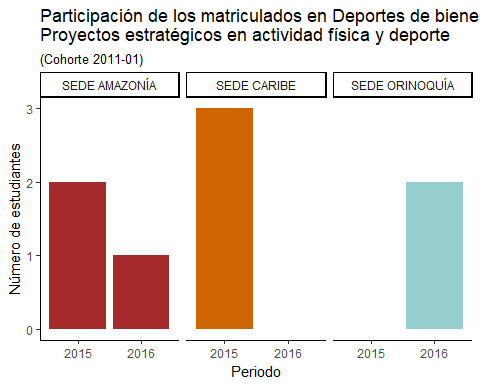 Participación de los matriculados en Deportes de biene
Proyectos estratégicos en actividad física y deporte
(Cohorte 2011-01)
SEDE AMAZONÍA SEDE CARIBE SEDE ORINOQUÍA
Número de estudiantes
3
2
1
0
2015 2016 2015 2016 2015 2016
Periodo